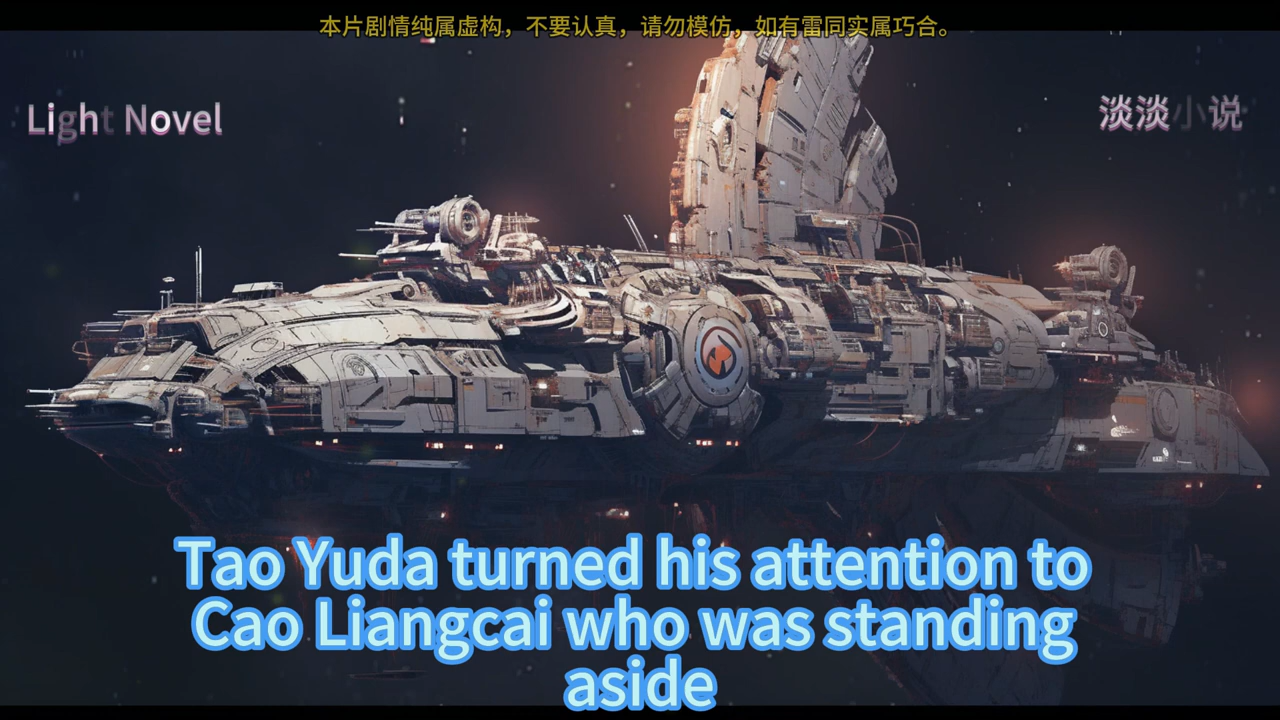 本片剧情纯属虚构，不要认真，请勿模仿，如有雷同实属巧合。
Light Novel
淡淡小说
Tao Yuda turned his attention to
Cao Liangcai who was standing
aside